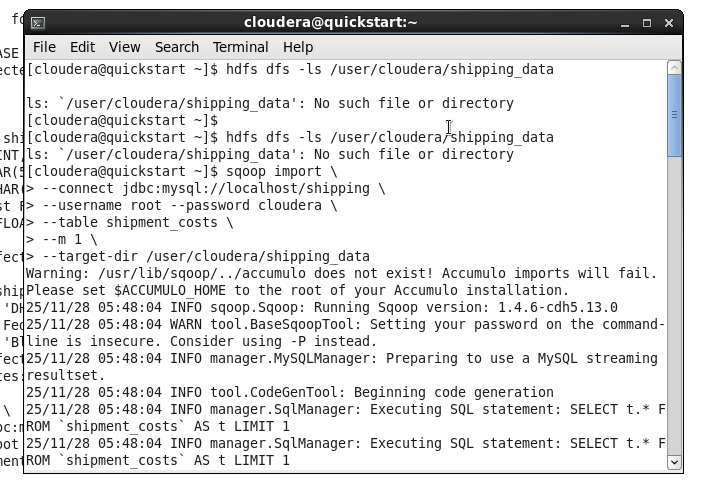 cloudera@quickstart:~
File Edit View Search Terminal Help
[cloudera@quickstart ~]$ hdfs dfs -ls /user/cloudera/shipping_data
ls: `/user/cloudera/shipping_data': No such file or directory
[cloudera@quickstart ~]$
[cloudera@quickstart ~]$ hdfs dfs -ls /user/cloudera/shipping_data
ls: `/user/cloudera/shipping_data': No such file or directory
[cloudera@quickstart ~]$ sqoop import \
> --connect jdbc:mysql://localhost/shipping \
> --username root --password cloudera \
> --table shipment_costs \
> --m 1 \
> --target-dir /user/cloudera/shipping_data
Warning: /usr/lib/sqoop/../accumulo does not exist! Accumulo imports will fail.
Please set $ACCUMULO_HOME to the root of your Accumulo installation.
25/11/28 05:48:04 INFO sqoop.Sqoop: Running Sqoop version: 1.4.6-cdh5.13.0
25/11/28 05:48:04 WARN tool.BaseSqoopTool: Setting your password on the command-
line is insecure. Consider using -P instead.
25/11/28 05:48:04 INFO manager.MySQLManager: Preparing to use a MySQL streaming
resultset.
25/11/28 05:48:04 INFO tool.CodeGenTool: Beginning code generation
25/11/28 05:48:04 INFO manager.SqlManager: Executing SQL statement: SELECT t.* F
ROM `shipment_costs` AS t LIMIT 1
25/11/28 05:48:04 INFO manager.SqlManager: Executing SQL statement: SELECT t.* F
ROM `shipment_costs` AS t LIMIT 1